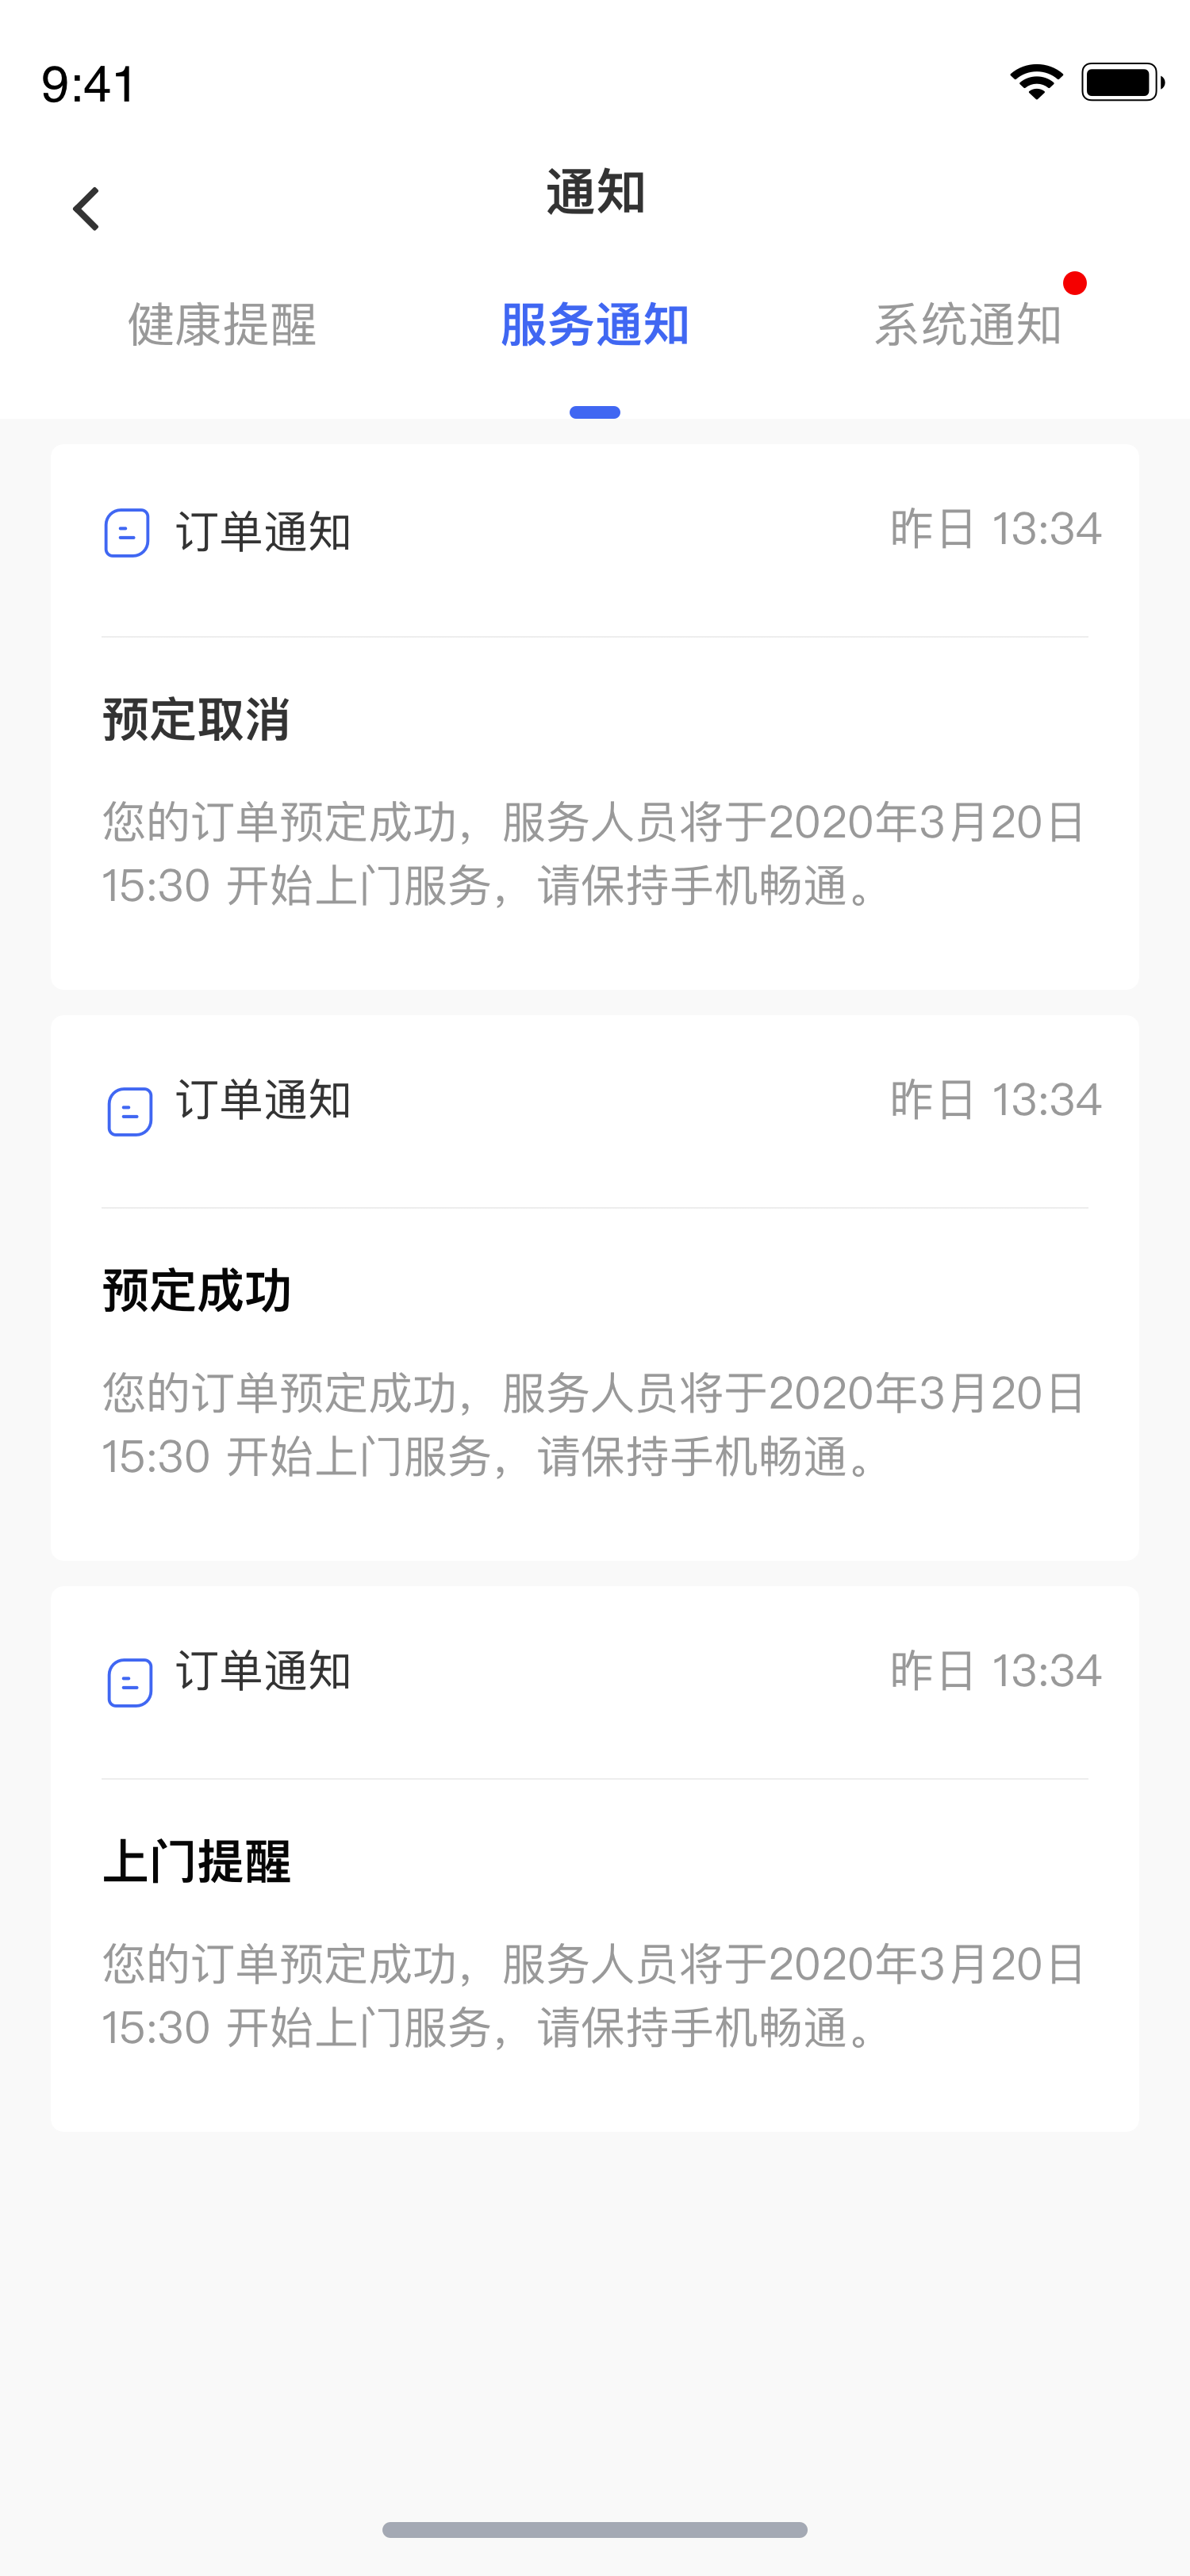 9:41
通知
健康提醒 服务通知 系统通知
订单通知 昨日 13:34
预定取消
您的订单预定成功，服务人员将于2020年3月20日
15:30 开始上门服务，请保持手机畅通。
订单通知 昨日 13:34
预定成功
您的订单预定成功，服务人员将于2020年3月20日
15:30 开始上门服务，请保持手机畅通。
订单通知 昨日 13:34
上门提醒
您的订单预定成功，服务人员将于2020年3月20日
15:30 开始上门服务，请保持手机畅通。